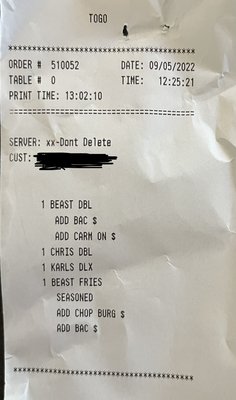 TOGO
****************************************
ORDER # 510052 DATE: 09/05/2022
TABLE # 0 TIME: 12:25:21
PRINT TIME: 13:02:10
========================================
SERVER: xx-Dont Delete
CUST:
1 BEAST DBL
ADD BAC $
ADD CARM ON $
1 CHRIS DBL
1 KARLS DLX
1 BEAST FRIES
SEASONED
ADD CHOP BURG $
ADD BAC $
****************************************